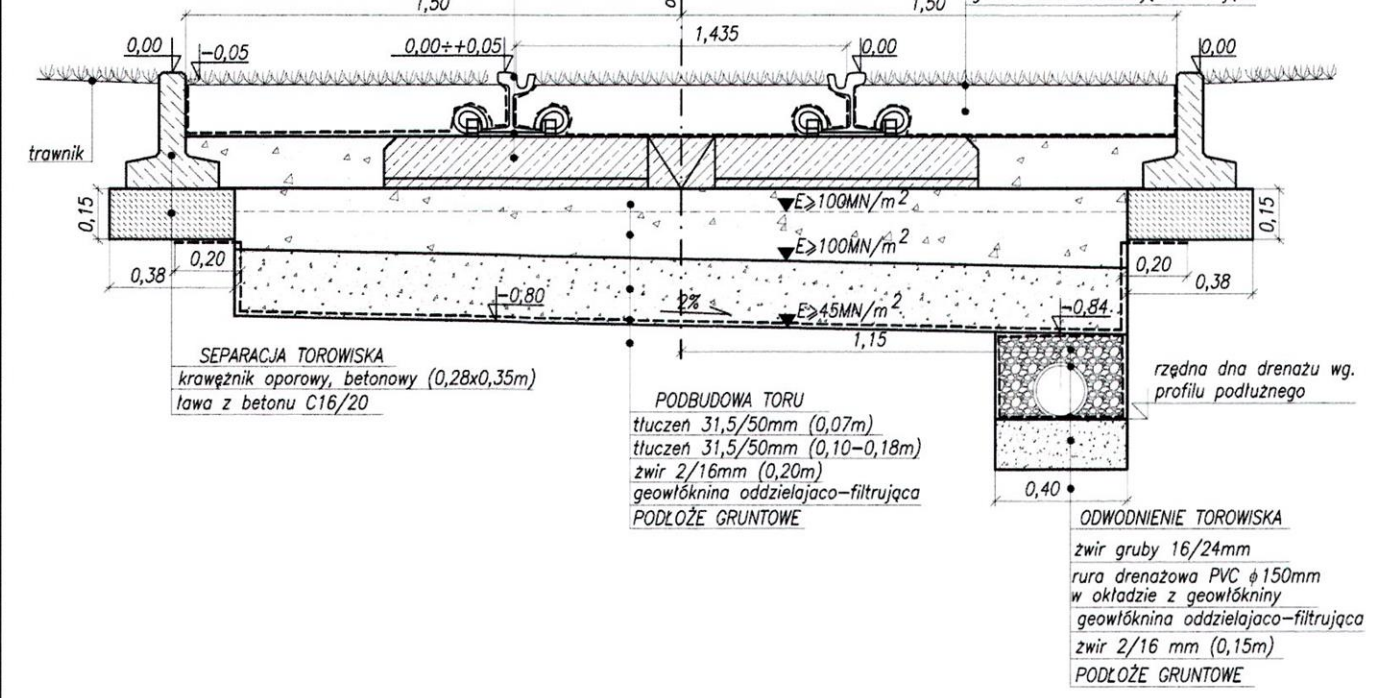 1,50
1,50
1,435
0,00
-0,05
0,00÷+0,05
0,00
0,00
trawnik
0,15
E≥100MN/m²
0,15
E≥100MN/m²
0,20
0,20
0,38
0,38
-0,80
2%
E≥45MN/m²
-0,84
1,15
SEPARACJA TOROWISKA
krawężnik oporowy, betonowy (0,28x0,35m)
ława z betonu C16/20
rzędna dna drenażu wg.
profilu podłużnego
PODBUDOWA TORU
tłuczeń 31,5/50mm (0,07m)
tłuczeń 31,5/50mm (0,10-0,18m)
żwir 2/16mm (0,20m)
geowłóknina oddzielajaco-filtrująca
PODŁOŻE GRUNTOWE
0,40
ODWODNIENIE TOROWISKA
żwir gruby 16/24mm
rura drenażowa PVC ϕ150mm
w okładzie z geowłókniny
geowłóknina oddzielajaco-filtrująca
żwir 2/16 mm (0,15m)
PODŁOŻE GRUNTOWE